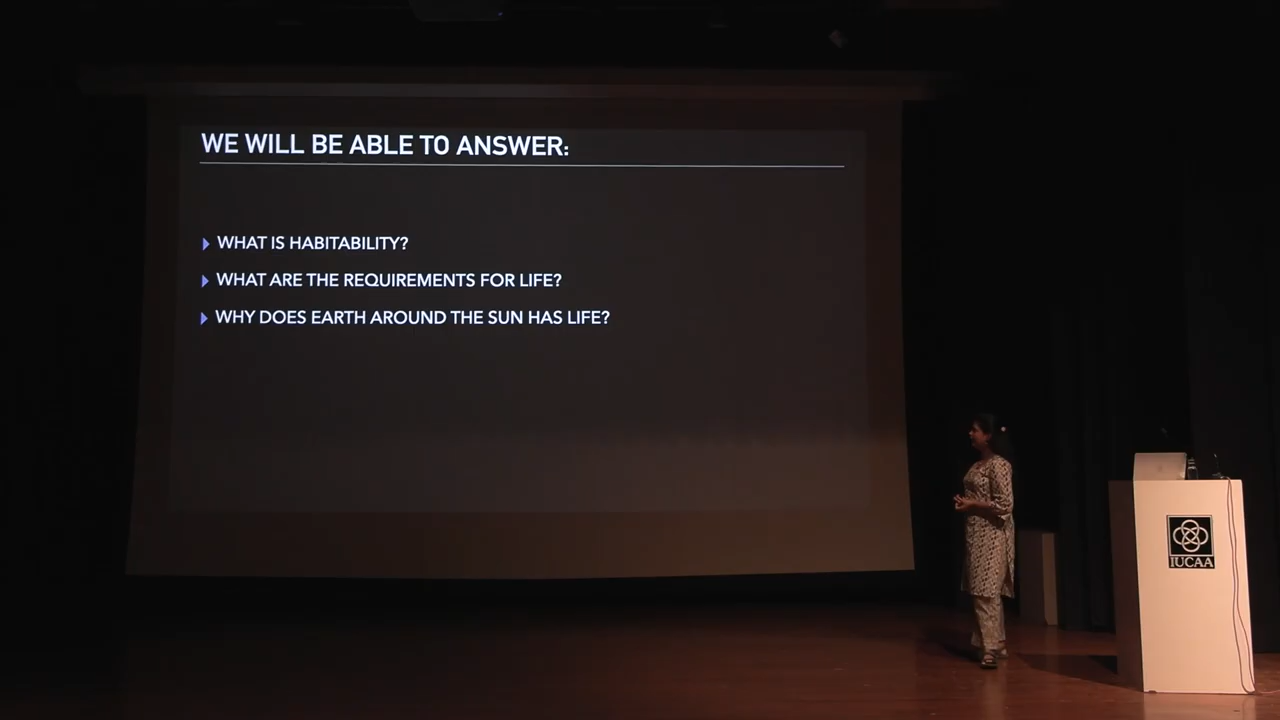 WE WILL BE ABLE TO ANSWER:
WHAT IS HABITABILITY?
WHAT ARE THE REQUIREMENTS FOR LIFE?
WHY DOES EARTH AROUND THE SUN HAS LIFE?
IUCAA